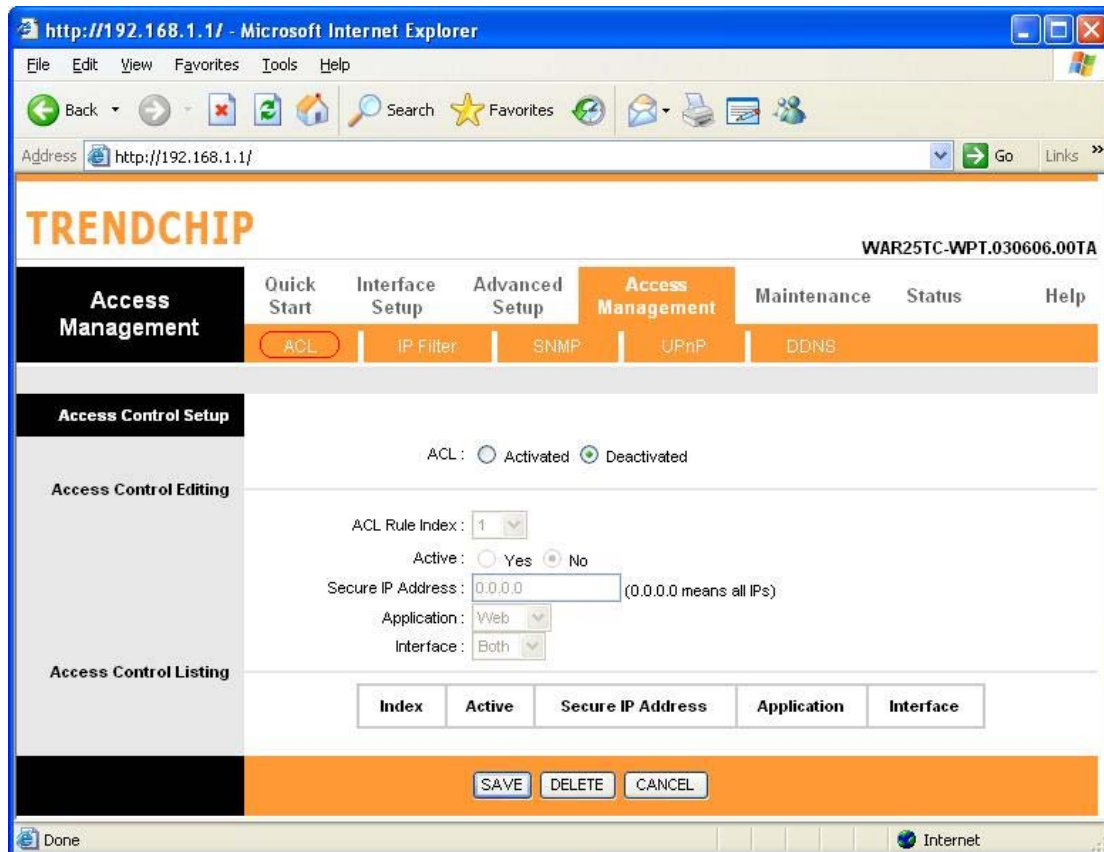 http://192.168.1.1/ - Microsoft Internet Explorer
File Edit View Favorites Tools Help
Back Search Favorites
Address http://192.168.1.1/ Go Links »
TRENDCHIP
WAR25TC-WPT.030606.00TA
Access Management
Quick Start Interface Setup Advanced Setup Access Management Maintenance Status Help
ACL IP Filter SNMP UPnP DDNS
Access Control Setup
ACL : Activated Deactivated
Access Control Editing
ACL Rule Index : 1
Active : Yes No
Secure IP Address : 0.0.0.0 (0.0.0.0 means all IPs)
Application : Web
Interface : Both
Access Control Listing
Index Active Secure IP Address Application Interface
SAVE DELETE CANCEL
Done Internet